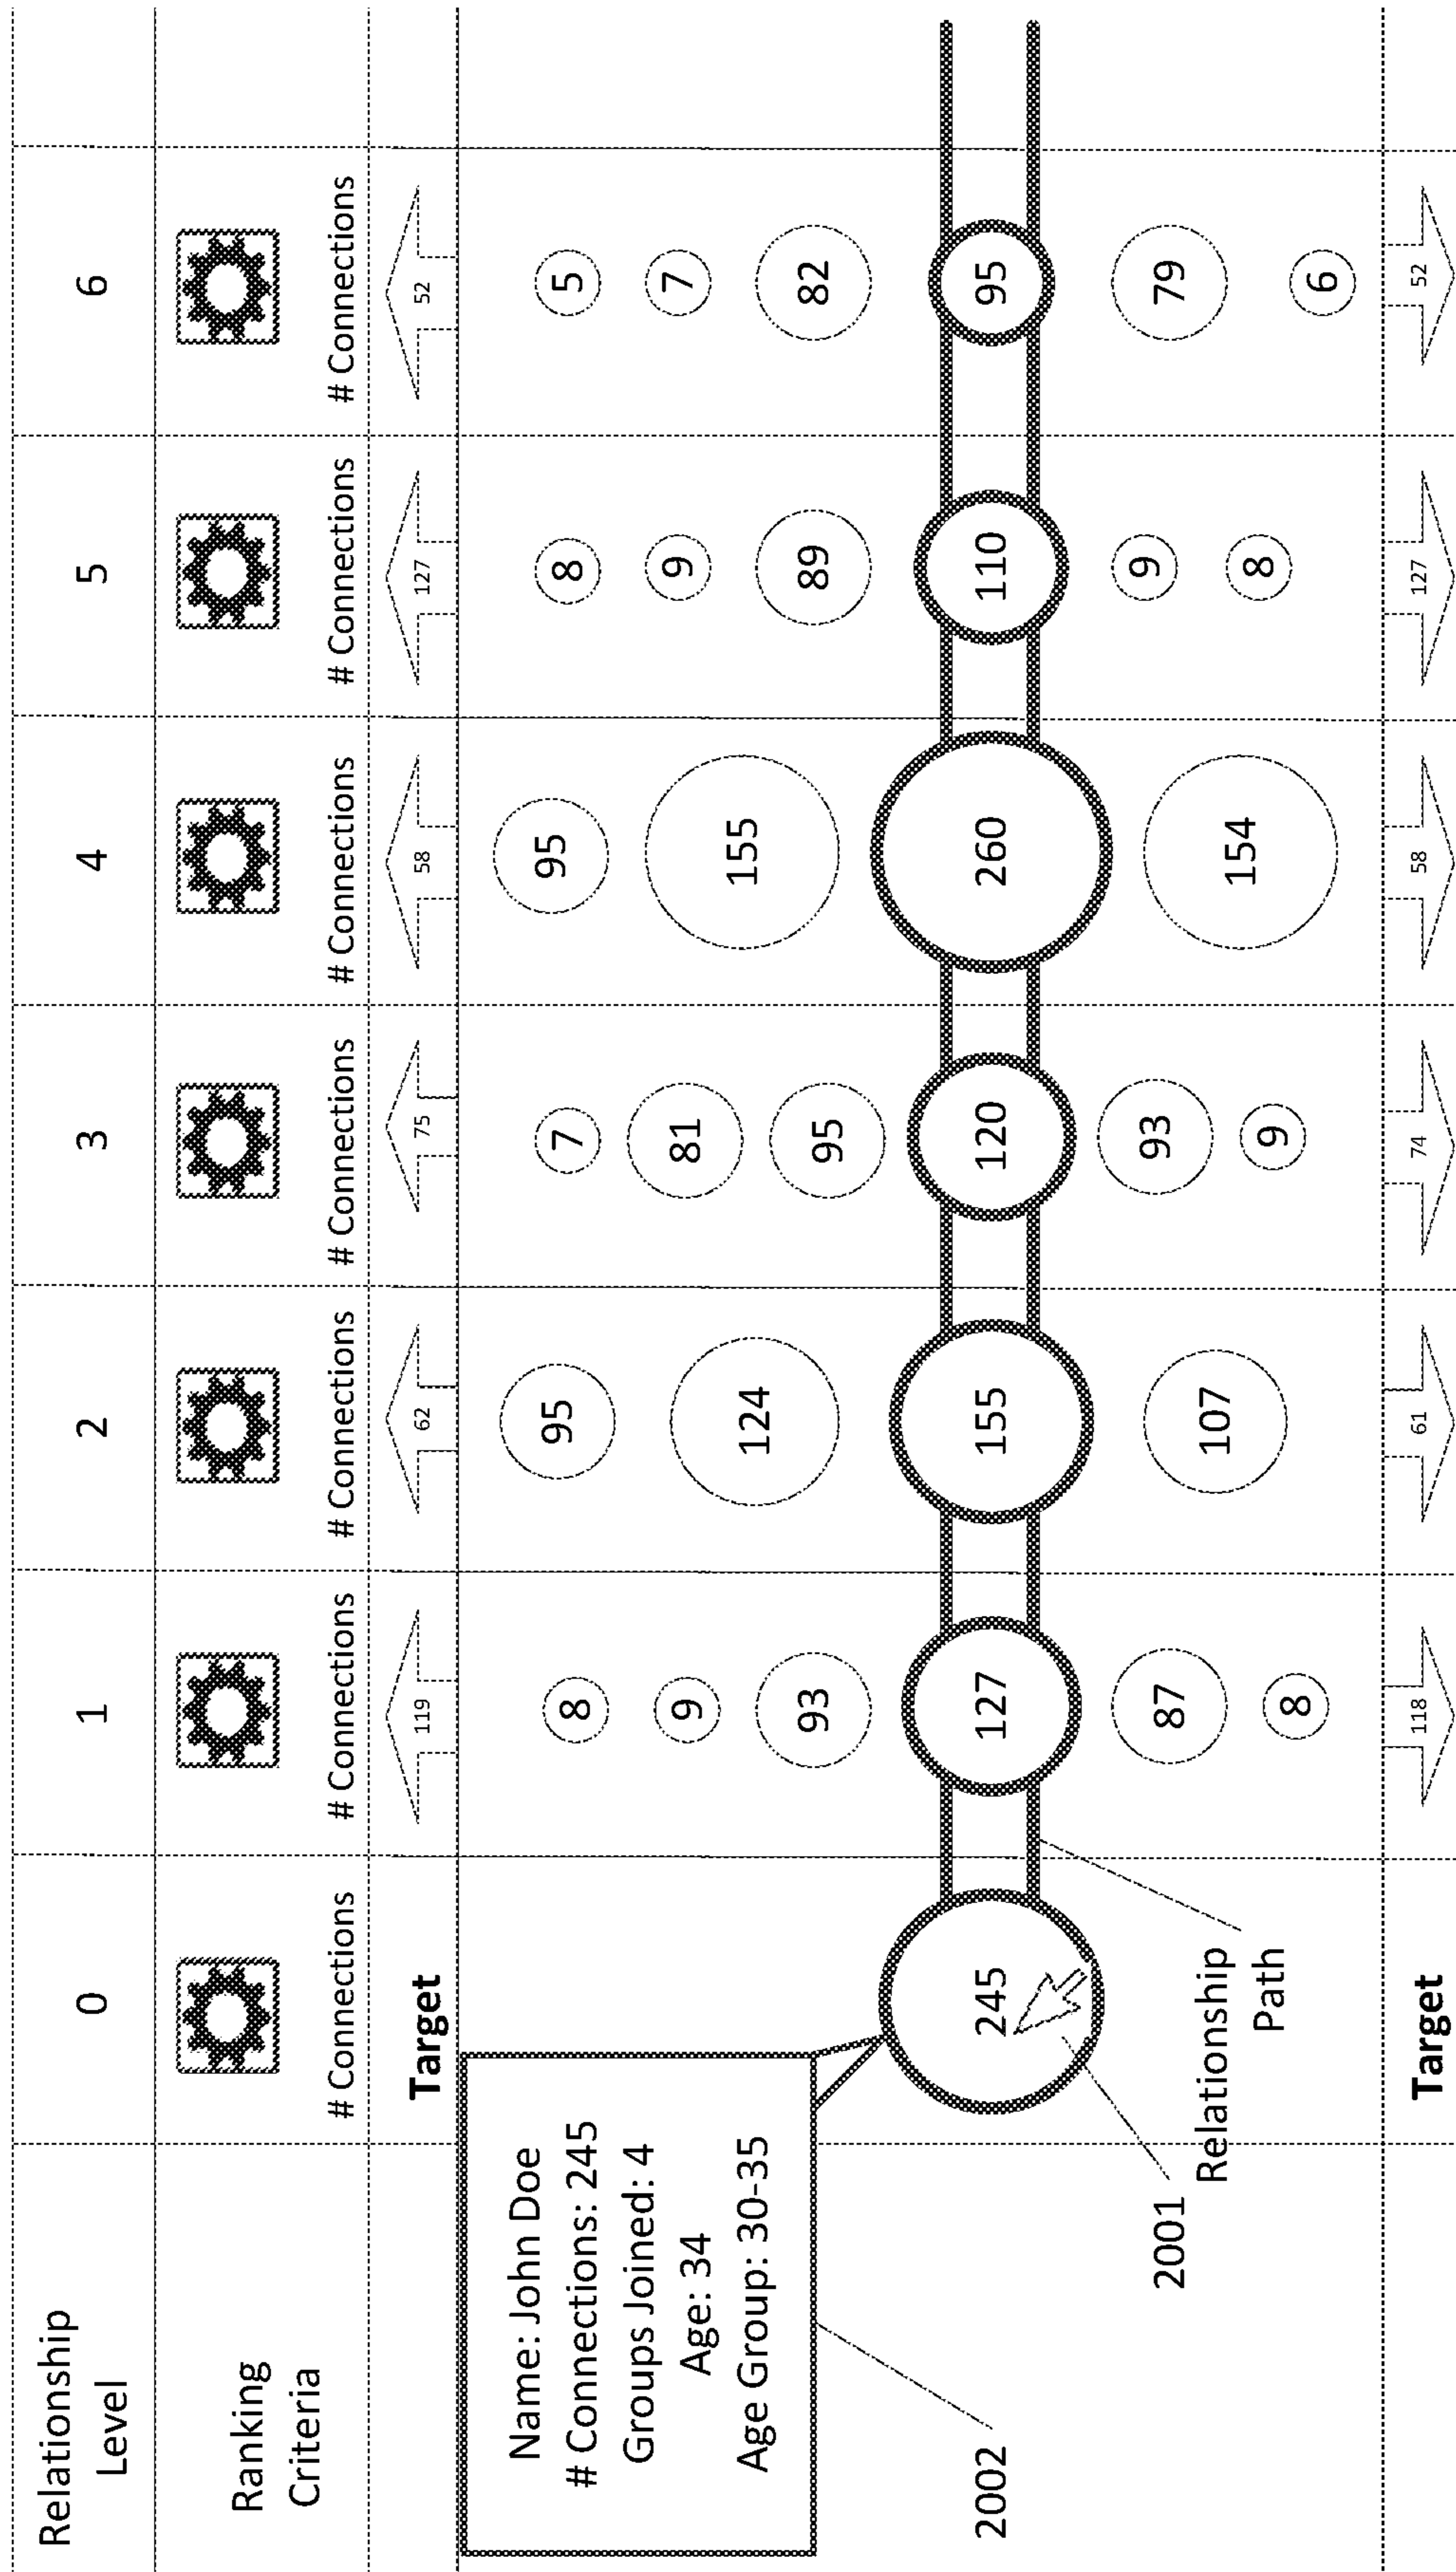 Relationship
Level
0
1
2
3
4
5
6
Ranking
Criteria
# Connections
# Connections
# Connections
# Connections
# Connections
# Connections
# Connections
Target
119
62
75
58
127
52
Name: John Doe
# Connections: 245
Groups Joined: 4
Age: 34
Age Group: 30-35
8
9
93
95
124
7
81
95
95
155
8
9
89
5
7
82
245
127
155
120
260
110
95
87
8
107
93
9
154
9
8
79
6
2002
2001
Relationship
Path
Target
118
61
74
58
127
52